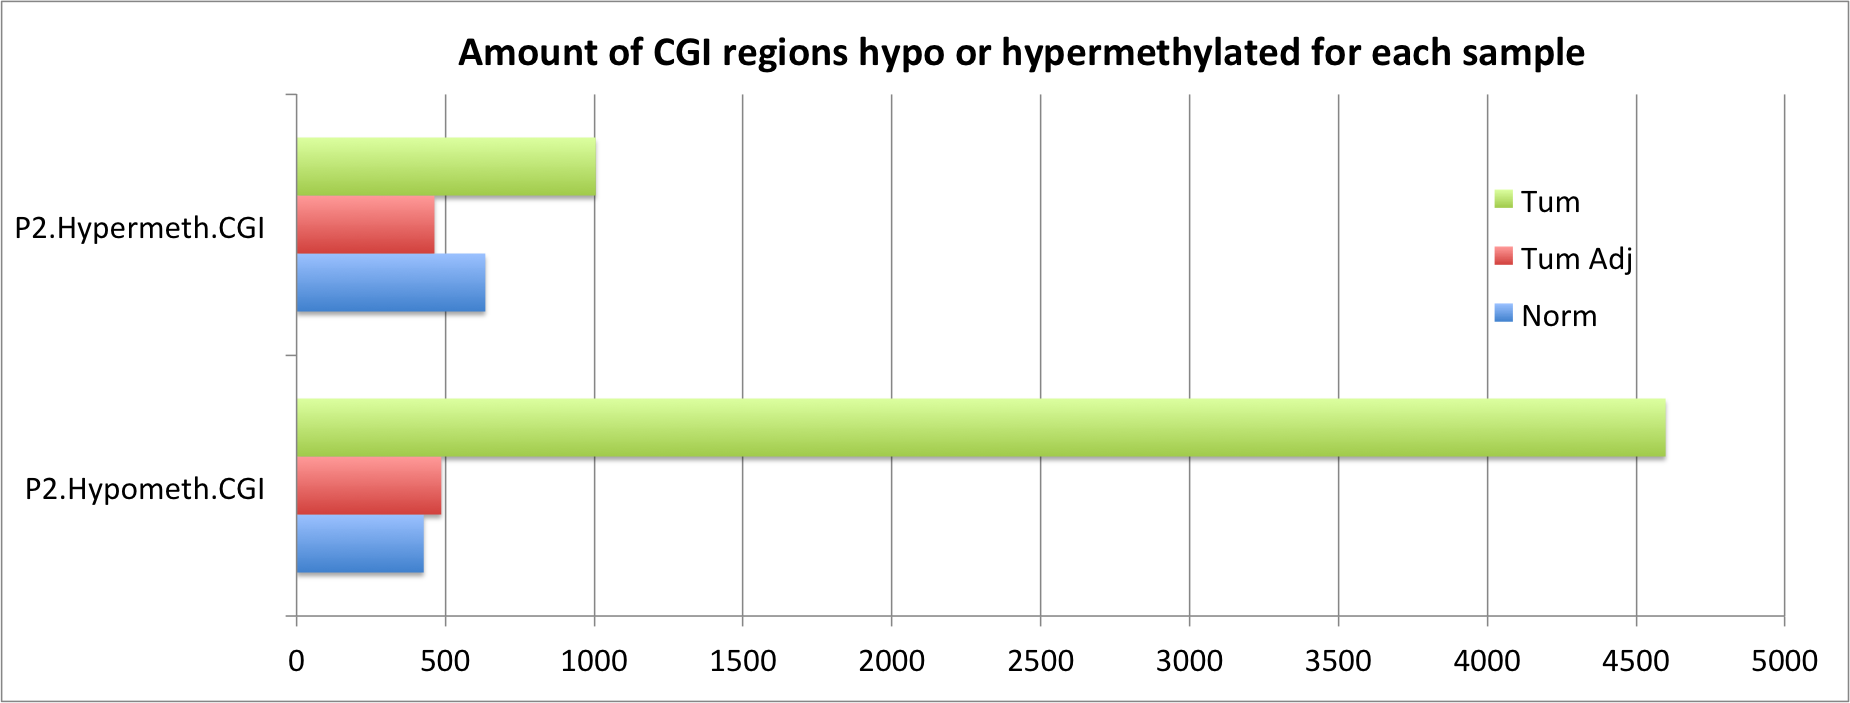 Amount of CGI regions hypo or hypermethylated for each sample
P2.Hypermeth.CGI
Tum
Tum Adj
Norm
P2.Hypometh.CGI
0 500 1000 1500 2000 2500 3000 3500 4000 4500 5000